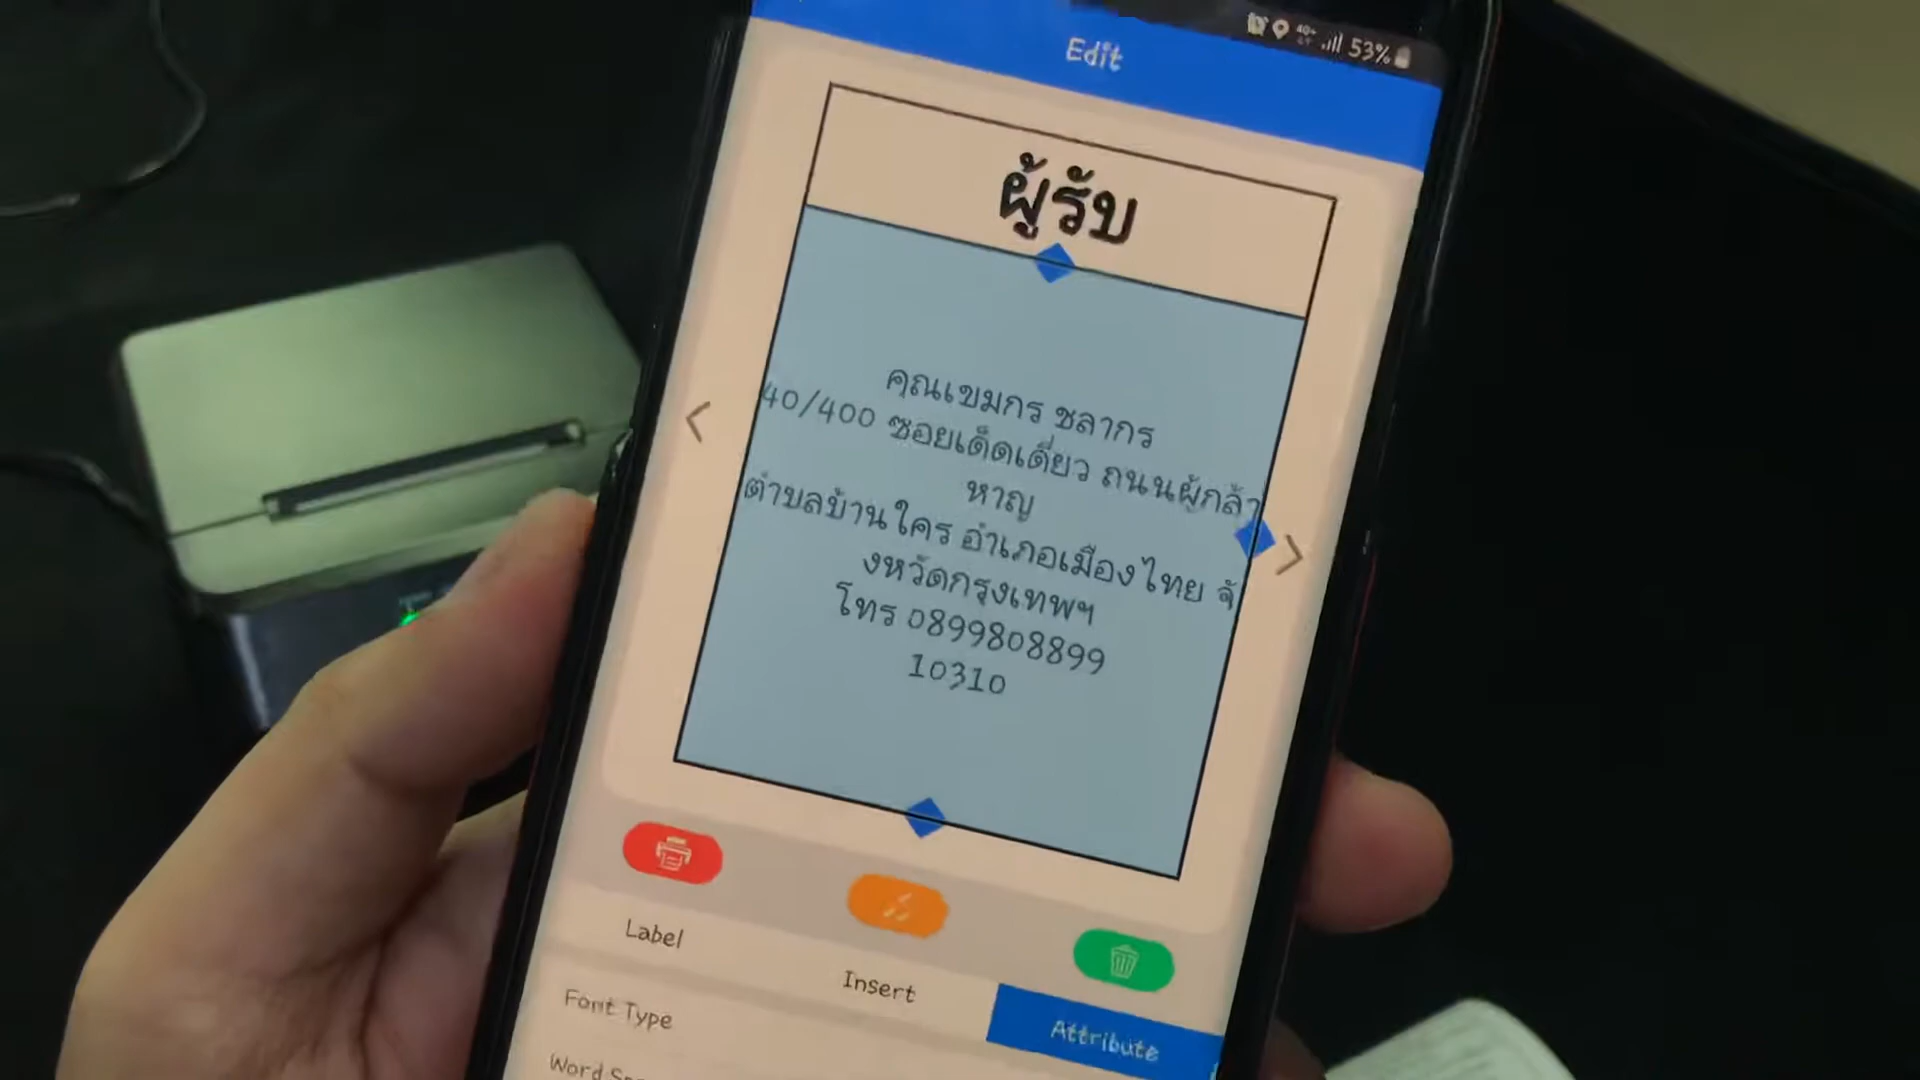 53%
Edit
ผู้รับ
คุณเขมกร ชลากร
40/400 ซอยเด็ดเดี่ยว ถนนผู้กล้า
หาญ
ตำบลบ้านใคร อำเภอเมืองไทย จั
งหวัดกรุงเทพฯ
โทร 0899808899
10310
Label
Insert
Attribute
Font Type
Word